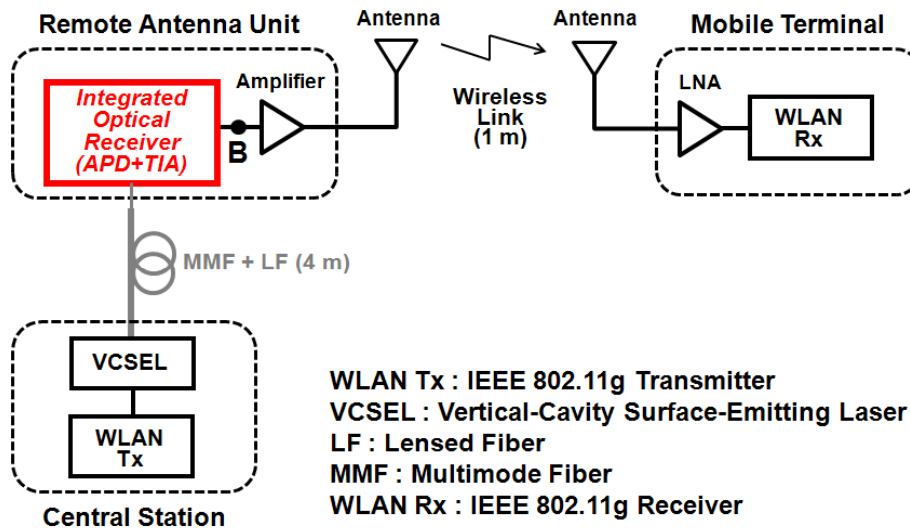 Remote Antenna Unit
Antenna
Antenna
Mobile Terminal
Integrated
Optical
Receiver
(APD+TIA)
B
Amplifier
Wireless
Link
(1 m)
LNA
WLAN
Rx
MMF + LF (4 m)
VCSEL
WLAN
Tx
Central Station
WLAN Tx : IEEE 802.11g Transmitter
VCSEL : Vertical-Cavity Surface-Emitting Laser
LF : Lensed Fiber
MMF : Multimode Fiber
WLAN Rx : IEEE 802.11g Receiver